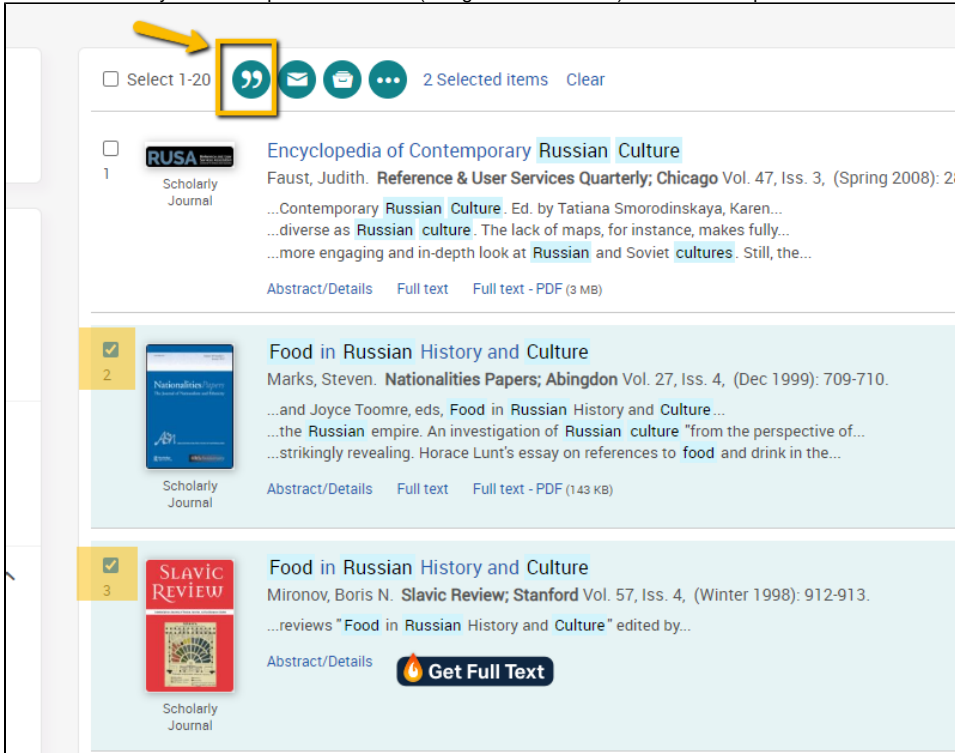 Select 1-20 2 Selected items Clear
1
RUSA
Scholarly
Journal
Encyclopedia of Contemporary Russian Culture
Faust, Judith. Reference & User Services Quarterly; Chicago Vol. 47, Iss. 3, (Spring 2008):
...Contemporary Russian Culture. Ed. by Tatiana Smorodinskaya, Karen...
...diverse as Russian culture. The lack of maps, for instance, makes fully...
...more engaging and in-depth look at Russian and Soviet cultures. Still, the...
Abstract/Details Full text Full text - PDF (3 MB)
2
Nationalities Papers
Scholarly
Journal
Food in Russian History and Culture
Marks, Steven. Nationalities Papers; Abingdon Vol. 27, Iss. 4, (Dec 1999): 709-710.
...and Joyce Toomre, eds, Food in Russian History and Culture...
...the Russian empire. An investigation of Russian culture "from the perspective of...
...strikingly revealing. Horace Lunt's essay on references to food and drink in the...
Abstract/Details Full text Full text - PDF (143 KB)
3
SLAVIC
REVIEW
Scholarly
Journal
Food in Russian History and Culture
Mironov, Boris N. Slavic Review; Stanford Vol. 57, Iss. 4, (Winter 1998): 912-913.
...reviews "Food in Russian History and Culture" edited by...
Abstract/Details Get Full Text